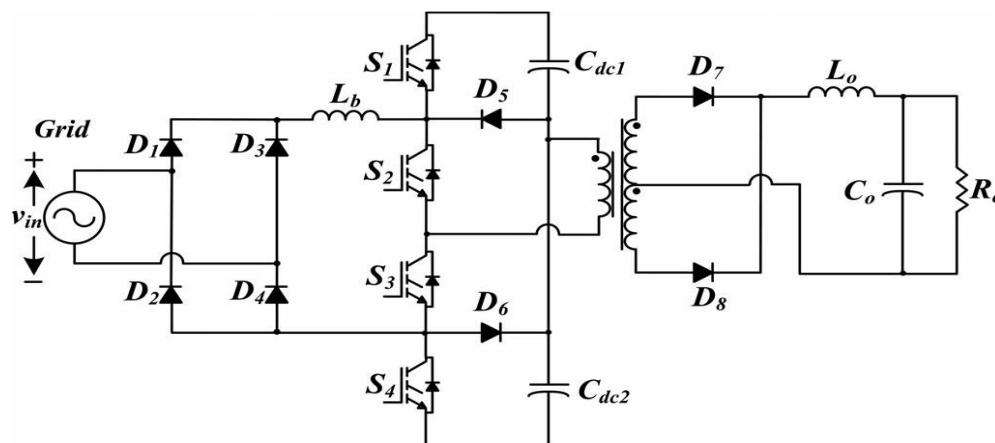 S1
Cdc1
D7
Lo
Lb
D5
Grid
D1
D3
+
S2
vin
Co
R
−
S3
D2
D4
D6
D8
S4
Cdc2